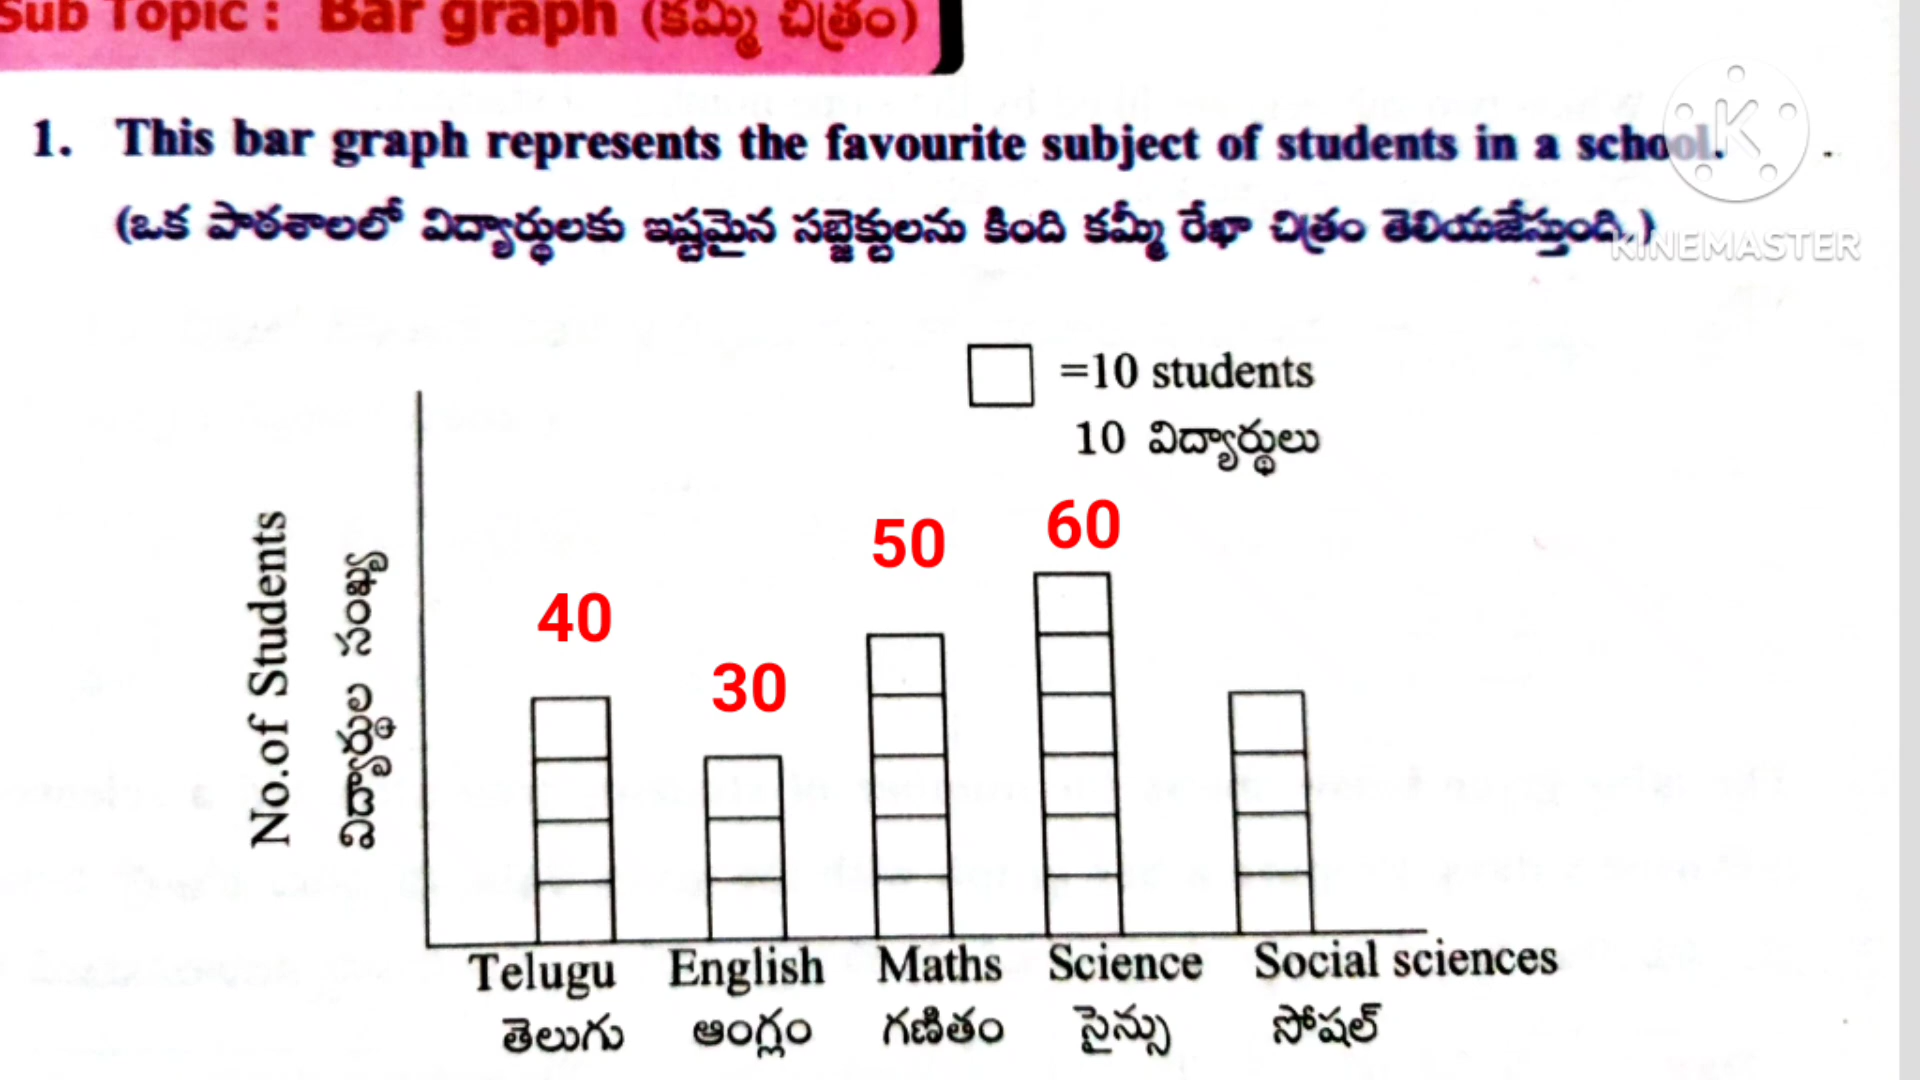 Sub Topic : Bar graph (కమ్మి చిత్రం)
1. This bar graph represents the favourite subject of students in a school.
(ఒక పాఠశాలలో విద్యార్థులకు ఇష్టమైన సబ్జెక్టులను కింది కమ్మీ రేఖా చిత్రం తెలియజేస్తుంది.)
K
KINEMASTER
=10 students
10 విద్యార్థులు
No.of Students
విద్యార్థుల సంఖ్య
40
30
50
60
Telugu English Maths Science Social sciences
తెలుగు ఆంగ్లం గణితం సైన్సు సోషల్